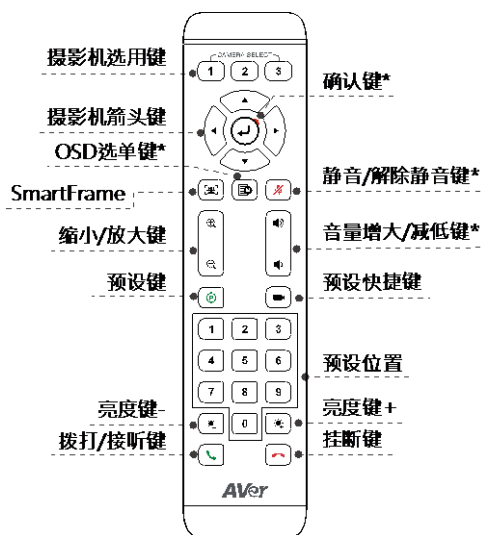 CAMERA SELECT
摄影机选用键
1 2 3
确认键*
摄影机箭头键
OSD选单键*
SmartFrame
静音/解除静音键*
缩小/放大键
音量增大/减低键*
预设键
P
预设快捷键
1 2 3
4 5 6
预设位置
7 8 9
亮度键-
0
亮度键+
拨打/接听键
挂断键
AVer